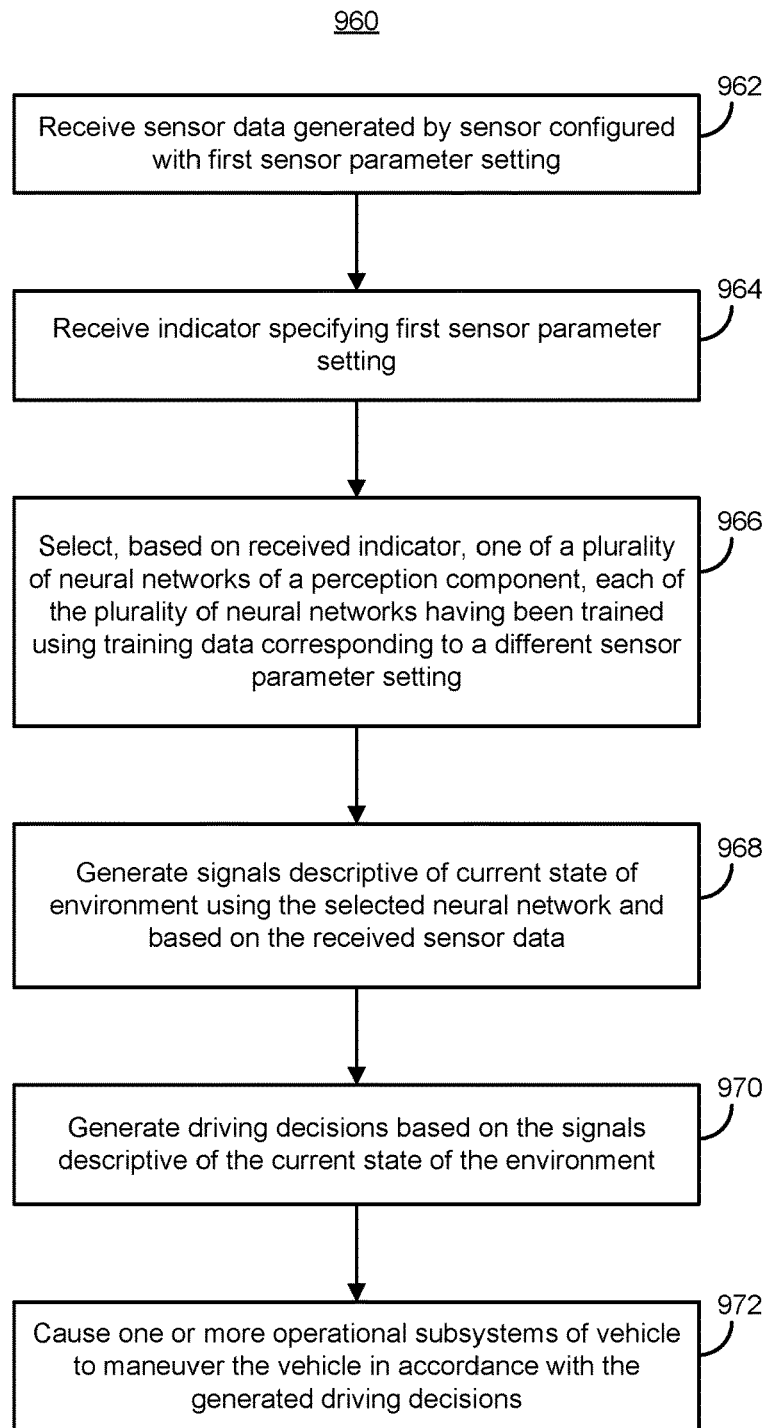 960
962
Receive sensor data generated by sensor configured
with first sensor parameter setting
964
Receive indicator specifying first sensor parameter
setting
966
Select, based on received indicator, one of a plurality
of neural networks of a perception component, each of
the plurality of neural networks having been trained
using training data corresponding to a different sensor
parameter setting
968
Generate signals descriptive of current state of
environment using the selected neural network and
based on the received sensor data
970
Generate driving decisions based on the signals
descriptive of the current state of the environment
972
Cause one or more operational subsystems of vehicle
to maneuver the vehicle in accordance with the
generated driving decisions